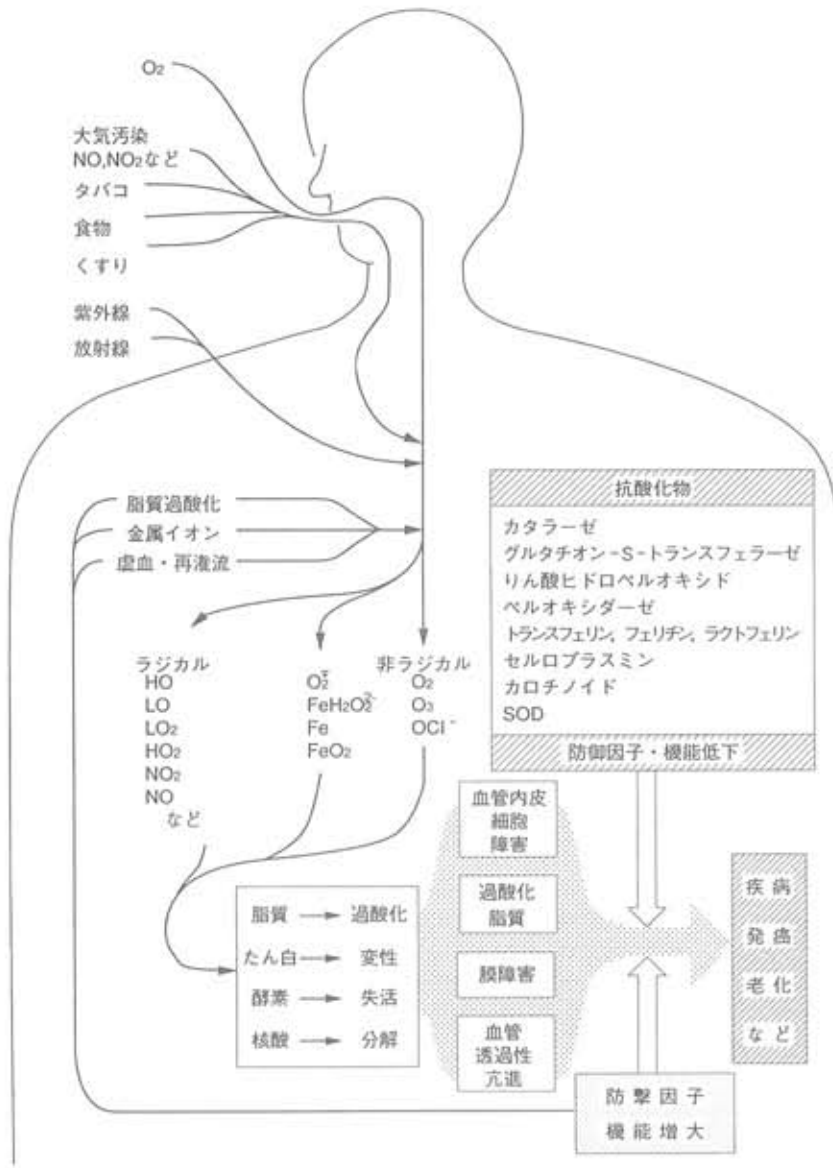 O₂
大気汚染
NO,NO₂など
タバコ
食物
くすり
紫外線
放射線
脂質過酸化
金属イオン
虚血・再潅流
抗酸化物
カタラーゼ
グルタチオン-S-トランスフェラーゼ
りん酸ヒドロペルオキシド
ペルオキシダーゼ
トランスフェリン, フェリチン, ラクトフェリン
セルロプラスミン
カロチノイド
SOD
防御因子・機能低下
ラジカル
HO
LO
LO₂
HO₂
NO₂
NO
など
FeH₂O₂²⁻
Fe
FeO₂
非ラジカル
O₂
O₃
OCl⁻
脂質 → 過酸化
たん白 → 変性
酵素 → 失活
核酸 → 分解
血管内皮
細胞
障害
過酸化
脂質
膜障害
血管
透過性
亢進
疾病
発癌
老化
など
防撃因子
機能増大